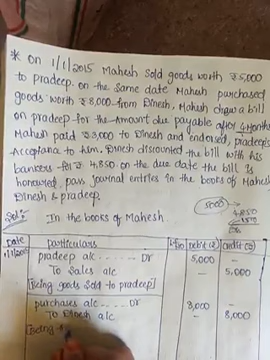 * On 1/1/2015 Mahesh sold goods worth ₹5,000
to pradeep. on the same date Mahesh purchased
goods worth ₹8,000 from Dinesh, Mahesh drew a bill
on pradeep for the Amount due payable after 4 Months
Mahesh paid ₹3,000 to Dinesh and endorsed, pradeep's
Acceptance to him, Dinesh discounted the bill with his
bankers for ₹ 4,850 on the due date the bill is
honoured, pass journal entries in the books of Mahesh
Dinesh & pradeep.
5000
4,850
150
Sol:- In the books of Mahesh
Date particulars debit(₹) credit(₹)
pradeep a/c ..... Dr 5,000 -
To Sales a/c - 5,000
[Being goods sold to pradeep]
purchases a/c .... Dr 8,000 -
To Dinesh a/c - 8,000
[Being